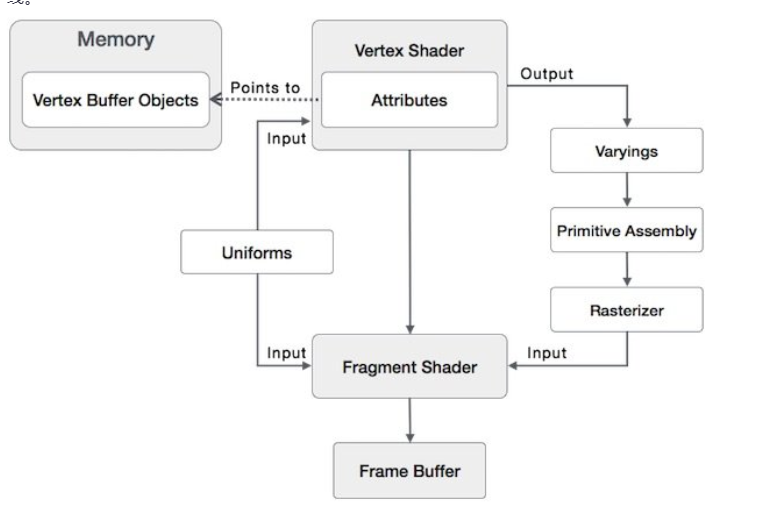 Memory
Vertex Shader
Output
Vertex Buffer Objects
Points to
Attributes
Input
Varyings
Uniforms
Primitive Assembly
Rasterizer
Input
Fragment Shader
Input
Frame Buffer